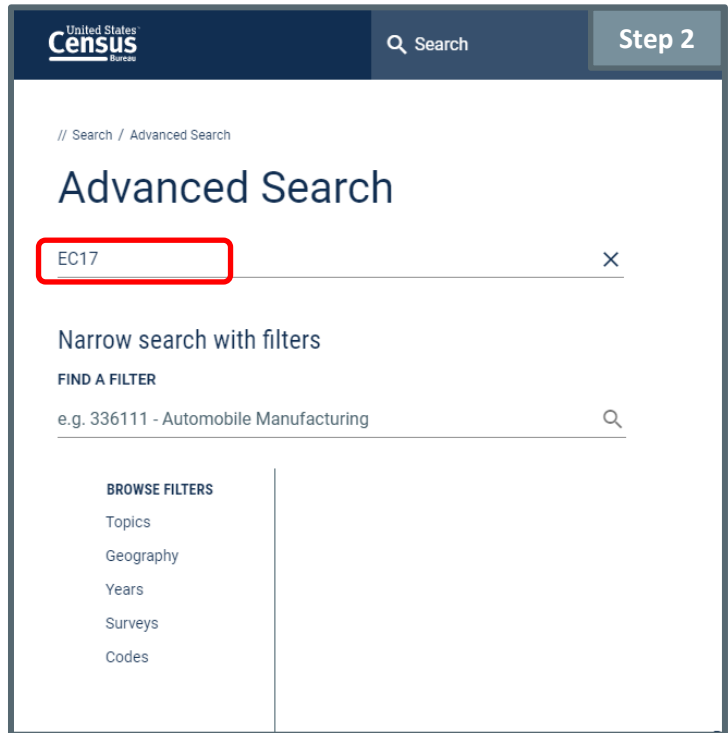 United States®
Census
Bureau
Search
Step 2
// Search / Advanced Search
Advanced Search
EC17
Narrow search with filters
FIND A FILTER
e.g. 336111 - Automobile Manufacturing
BROWSE FILTERS
Topics
Geography
Years
Surveys
Codes